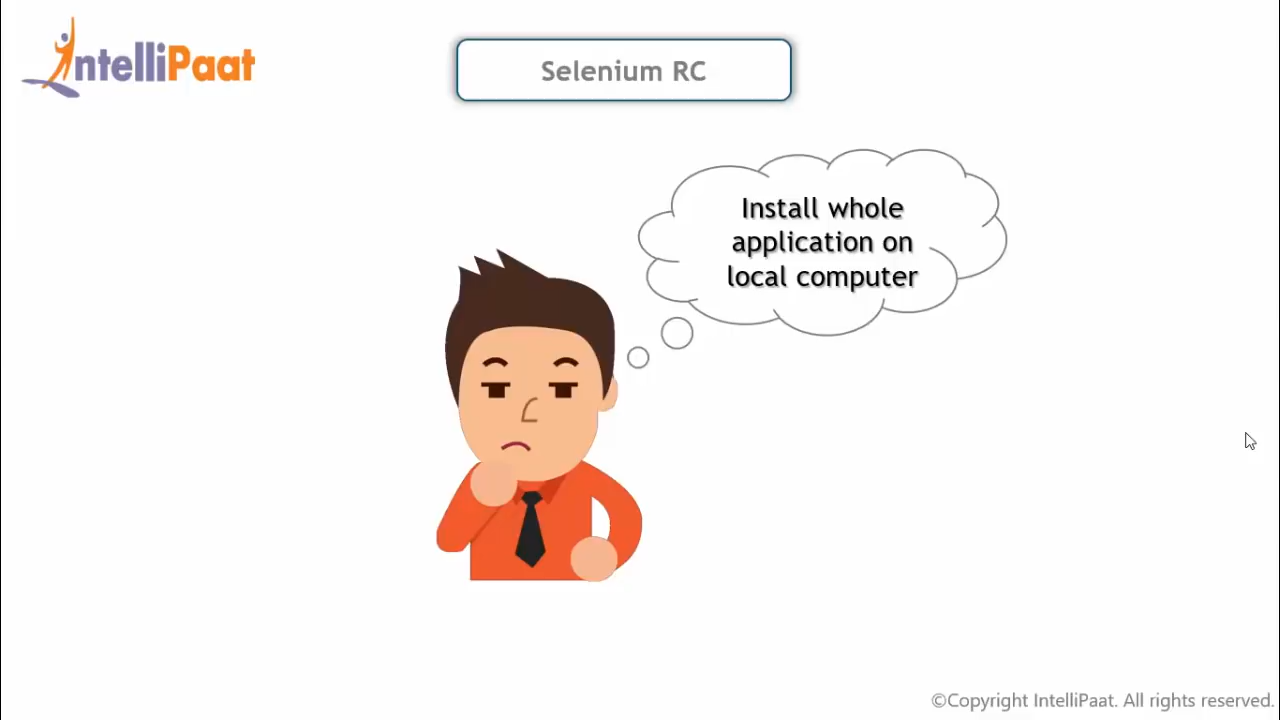 IntelliPaat
Selenium RC
Install whole
application on
local computer
©Copyright IntelliPaat. All rights reserved.